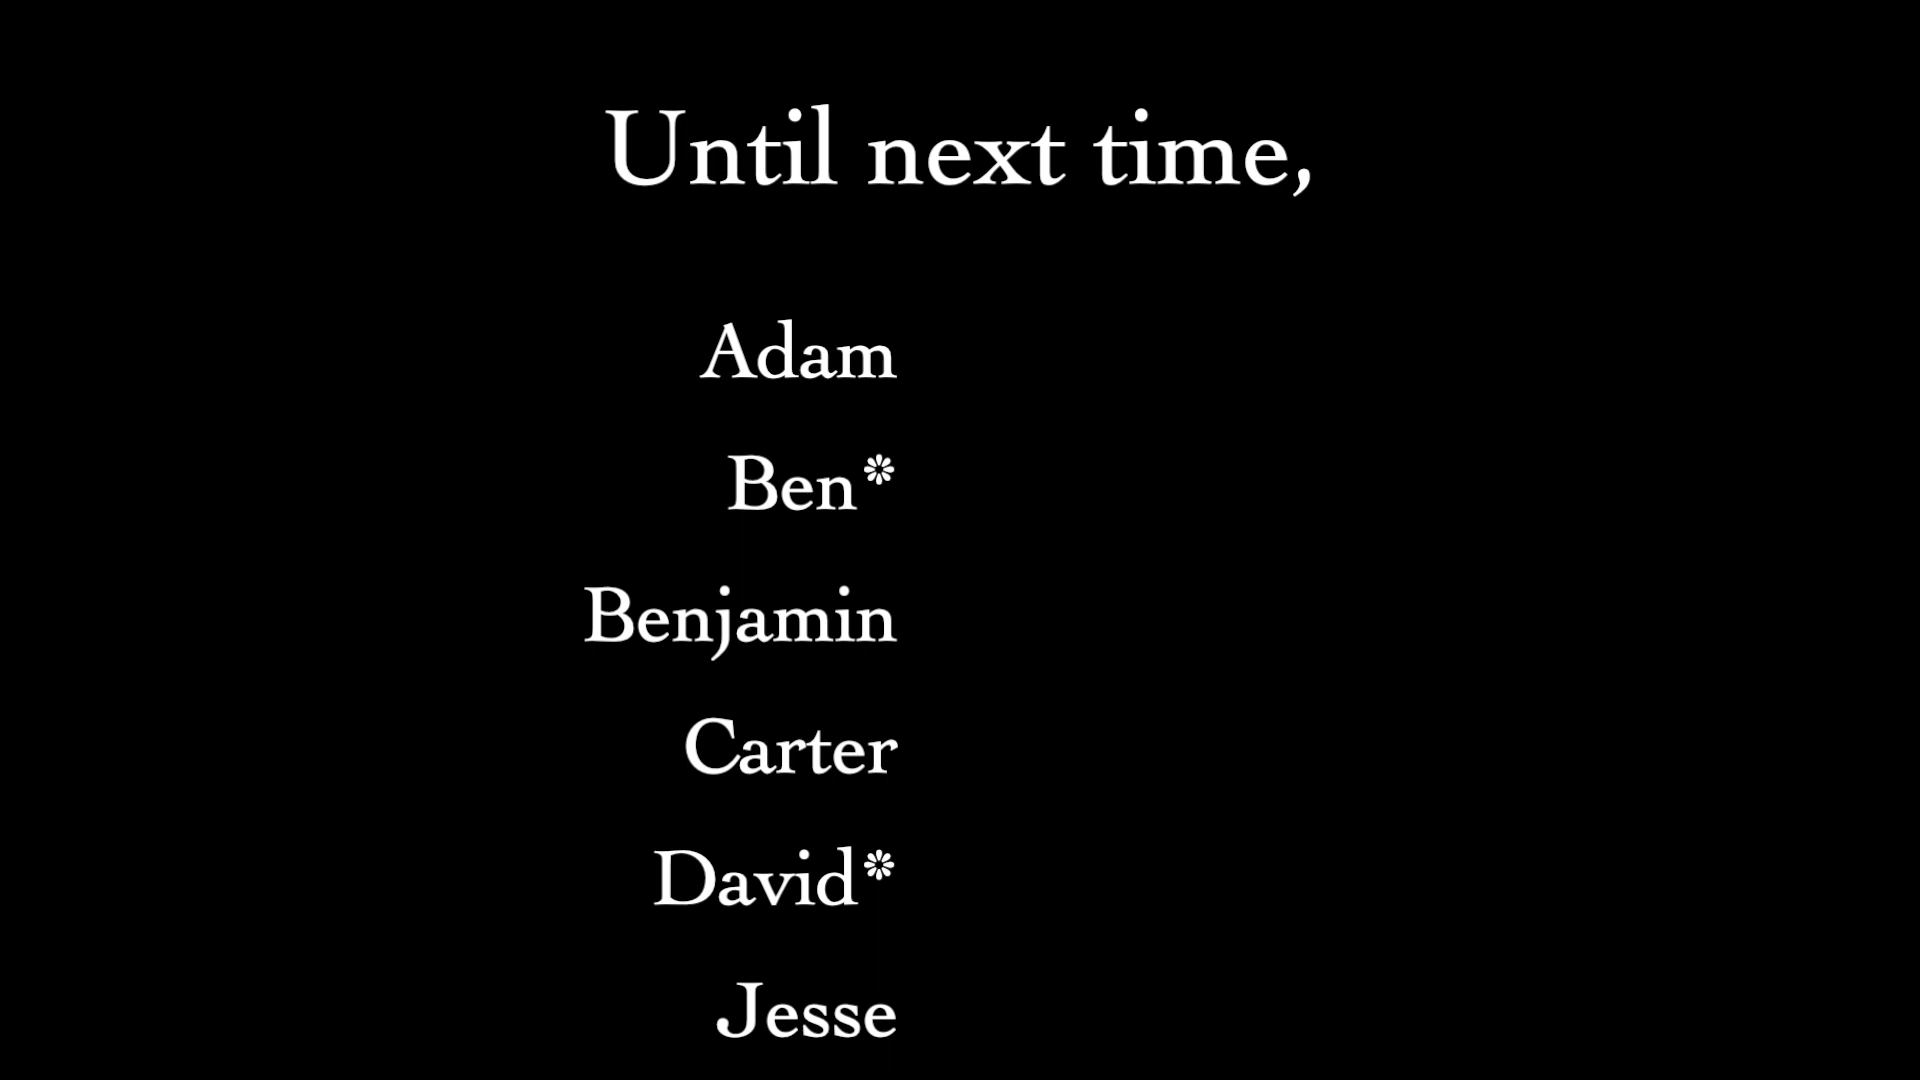 Until next time,
Adam
Ben*
Benjamin
Carter
David*
Jesse